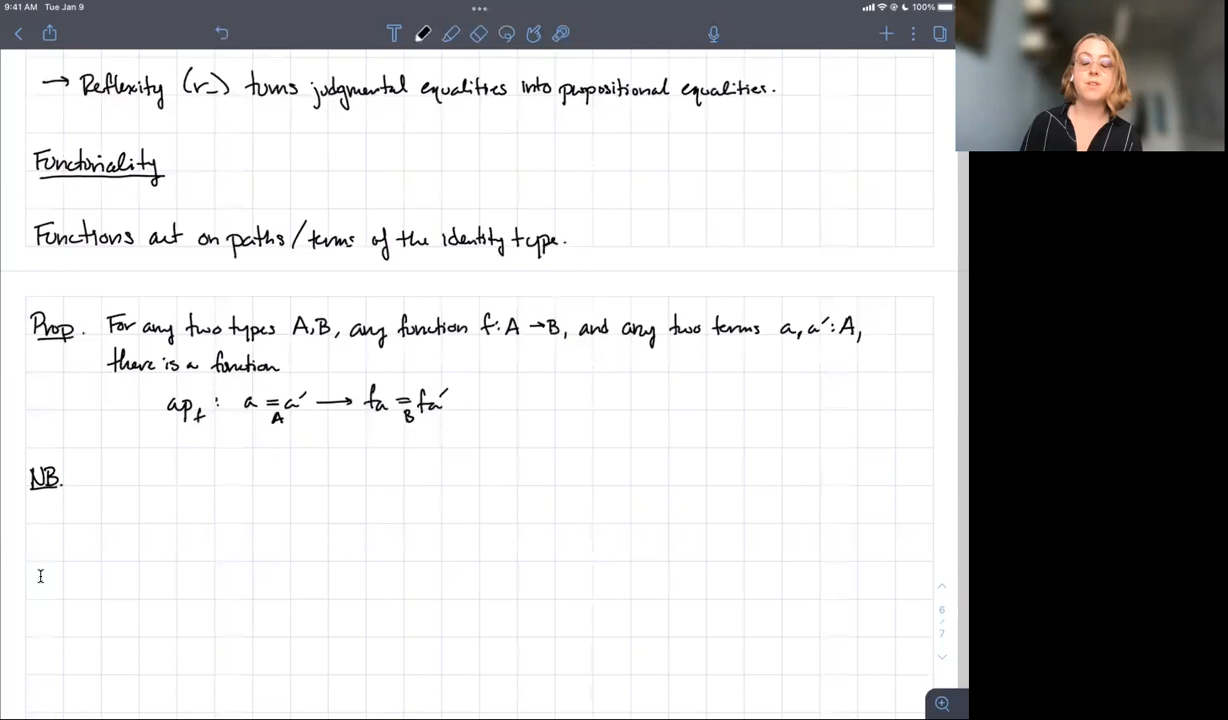 9:41 AM Tue Jan 9
100%
→ Reflexity (r_) turns judgmental equalities into propositional equalities.
Functoriality
Functions act on paths/terms of the identity type.
Prop. For any two types A,B, any function f: A → B, and any two terms a, a′: A,
there is a function
ap_f : a =_A a′ → fa =_B fa′
NB.
6
/
7